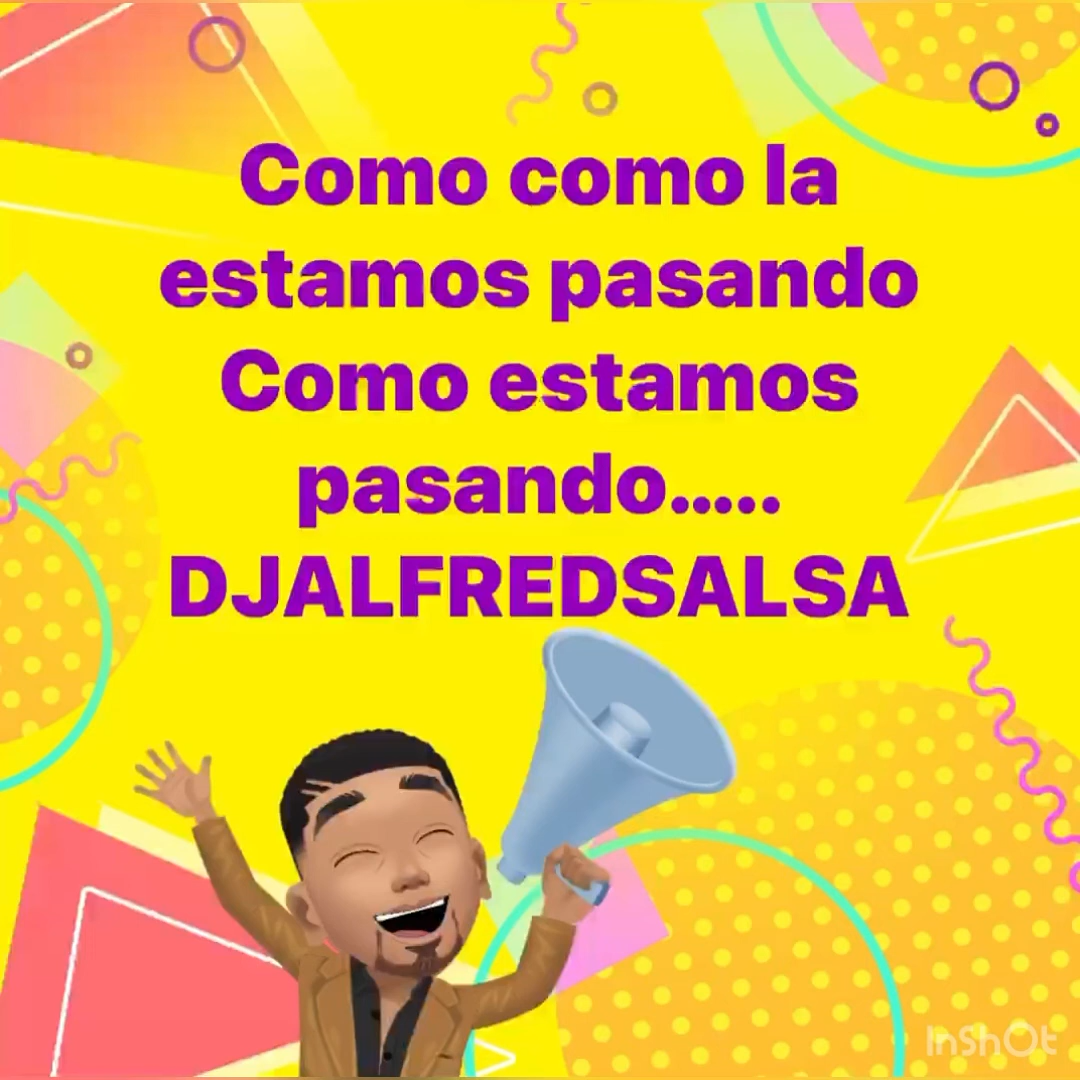 Como como la
estamos pasando
Como estamos
pasando.....
DJALFREDSALSA
InShOt